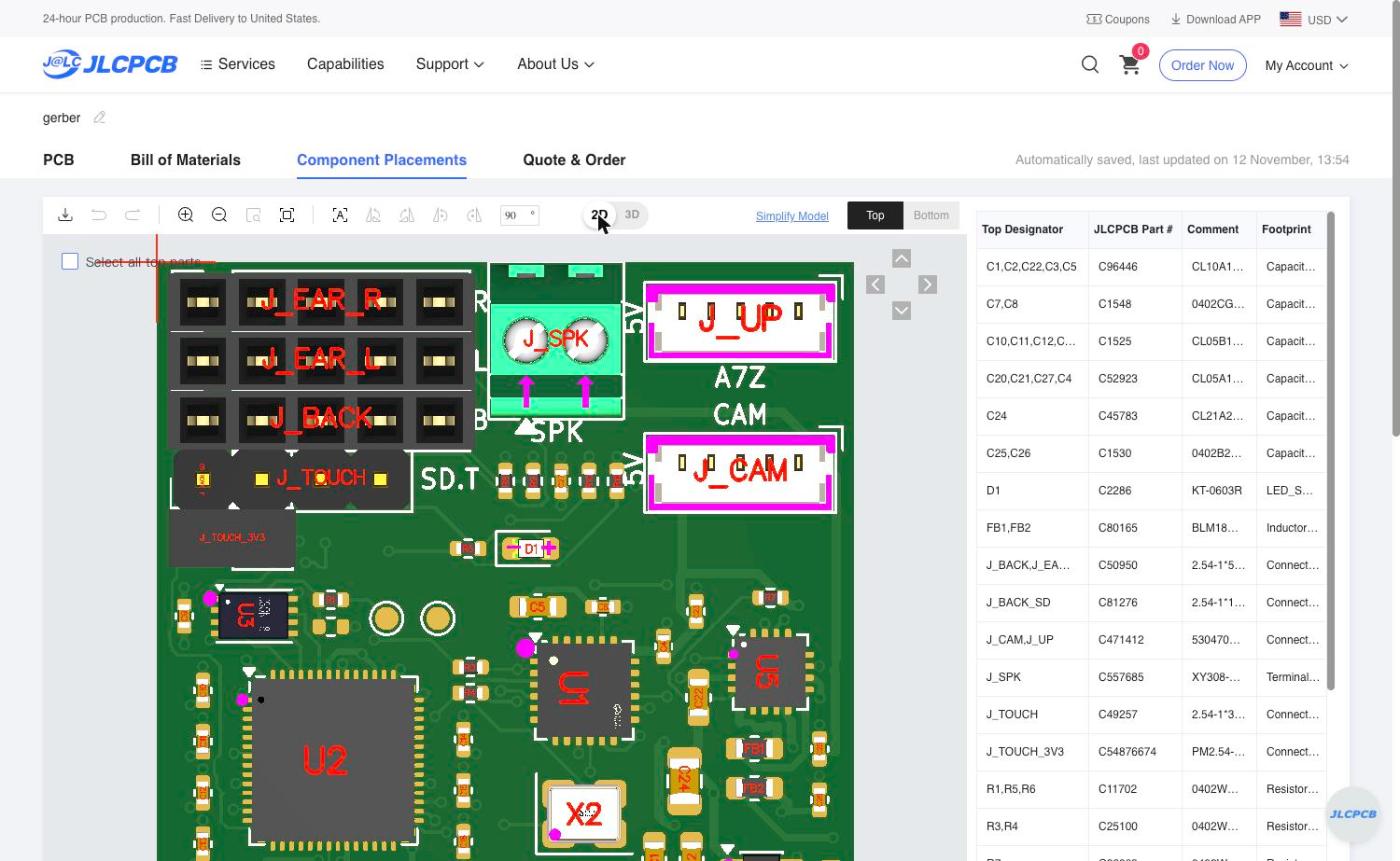 24-hour PCB production. Fast Delivery to United States.
Coupons
Download APP
USD
J@LC JLCPCB
Services
Capabilities
Support
About Us
0
Order Now
My Account
gerber
PCB
Bill of Materials
Component Placements
Quote & Order
Automatically saved, last updated on 12 November, 13:54
90 °
2D
3D
Simplify Model
Top
Bottom
Select all top parts
J_EAR_R
R
J_SPK
5V
J_UP
J_EAR_L
L
A7Z
J_BACK
B
CAM
SPK
J_TOUCH
SD.T
5V
J_CAM
J_TOUCH_3V3
D1
U3
C5
U1
U5
R3
R4
C22
U2
FB1
C24
FB2
X2
Top Designator JLCPCB Part # Comment Footprint
C1,C2,C22,C3,C5 C96446 CL10A1... Capacit...
C7,C8 C1548 0402CG... Capacit...
C10,C11,C12,C... C1525 CL05B1... Capacit...
C20,C21,C27,C4 C52923 CL05A1... Capacit...
C24 C45783 CL21A2... Capacit...
C25,C26 C1530 0402B2... Capacit...
D1 C2286 KT-0603R LED_S...
FB1,FB2 C80165 BLM18... Inductor...
J_BACK,J_EA... C50950 2.54-1*5... Connect...
J_BACK_SD C81276 2.54-1*1... Connect...
J_CAM,J_UP C471412 530470... Connect...
J_SPK C557685 XY308-... Terminal...
J_TOUCH C49257 2.54-1*3... Connect...
J_TOUCH_3V3 C54876674 PM2.54-... Connect...
R1,R5,R6 C11702 0402W... Resistor...
R3,R4 C25100 0402W... Resistor...
JLCPCB